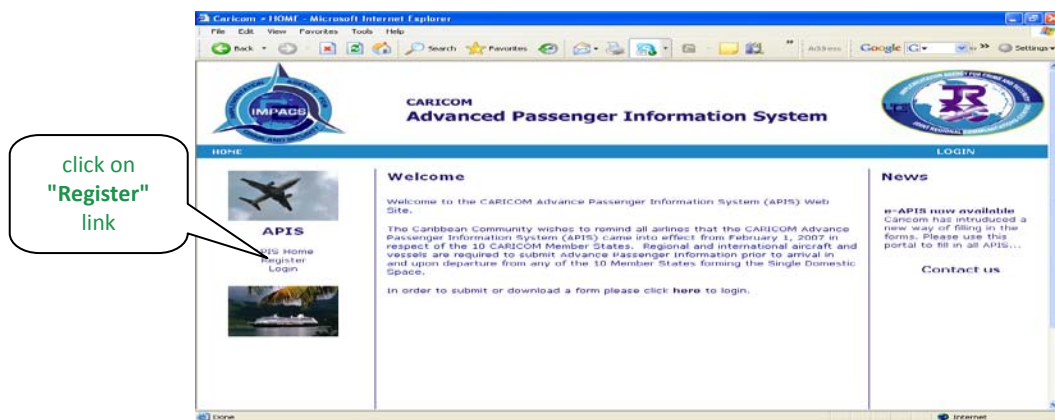 Caricom - HOME - Microsoft Internet Explorer
File Edit View Favorites Tools Help
Back
Search
Favorites
Address
Google
Settings
IMPACS
CARICOM
Advanced Passenger Information System
HOME
LOGIN
click on
"Register"
link
APIS
PIS Home
Register
Login
Welcome
Welcome to the CARICOM Advance Passenger Information System (APIS) Web
Site.
The Caribbean Community wishes to remind all airlines that the CARICOM Advance
Passenger Information System (APIS) came into effect from February 1, 2007 in
respect of the 10 CARICOM Member States. Regional and international aircraft and
vessels are required to submit Advance Passenger Information prior to arrival in
and upon departure from any of the 10 Member States forming the Single Domestic
Space.
In order to submit or download a form please click here to login.
News
e-APIS now available
Caricom has intruduced a
new way of filling in the
forms. Please use this
portal to fill in all APIS...
Contact us
Done
Internet